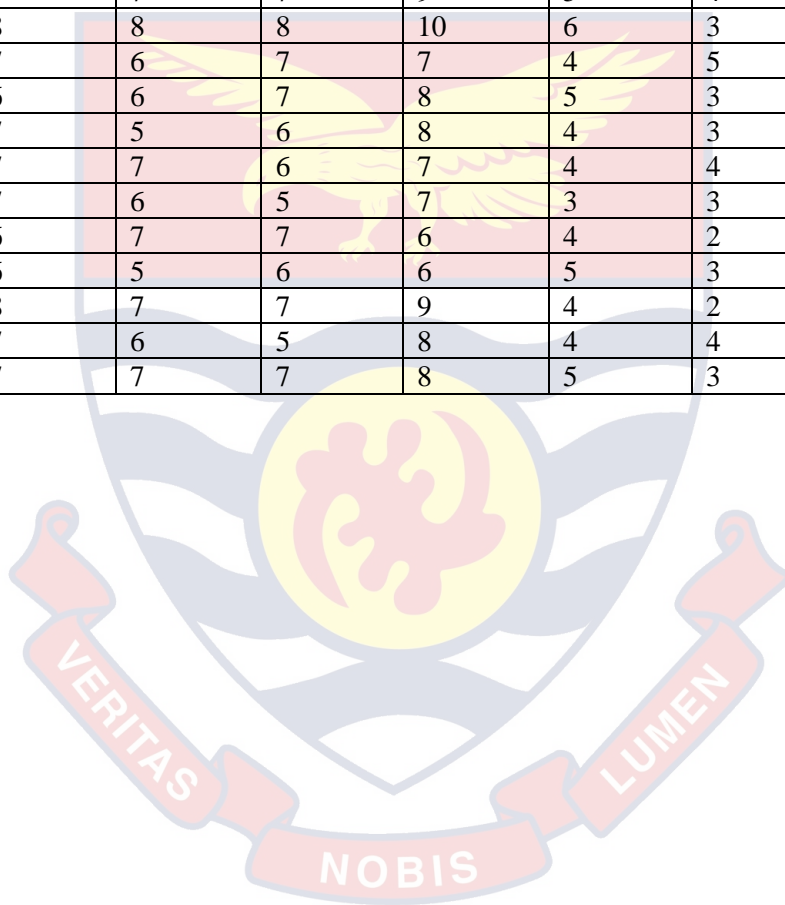 8 8 10 6 3
6 7 7 4 5
6 7 8 5 3
5 6 8 4 3
7 6 7 4 4
6 5 7 3 3
7 7 6 4 2
5 6 6 5 3
7 7 9 4 2
6 5 8 4 4
7 7 8 5 3
VERITAS
NOBIS
LUMEN